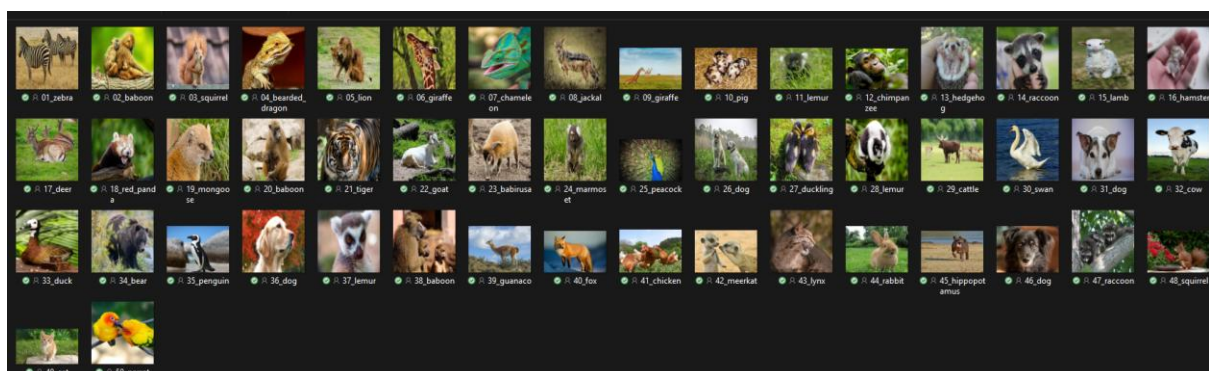 01_zebra
02_baboon
03_squirrel
04_bearded_
dragon
05_lion
06_giraffe
07_chamele
on
08_jackal
09_giraffe
10_pig
11_lemur
12_chimpan
zee
13_hedgeho
g
14_raccoon
15_lamb
16_hamster
17_deer
18_red_pand
a
19_mongoo
se
20_baboon
21_tiger
22_goat
23_babirusa
24_marmos
et
25_peacock
26_dog
27_duckling
28_lemur
29_cattle
30_swan
31_dog
32_cow
33_duck
34_bear
35_penguin
36_dog
37_lemur
38_baboon
39_guanaco
40_fox
41_chicken
42_meerkat
43_lynx
44_rabbit
45_hippopot
amus
46_dog
47_raccoon
48_squirrel